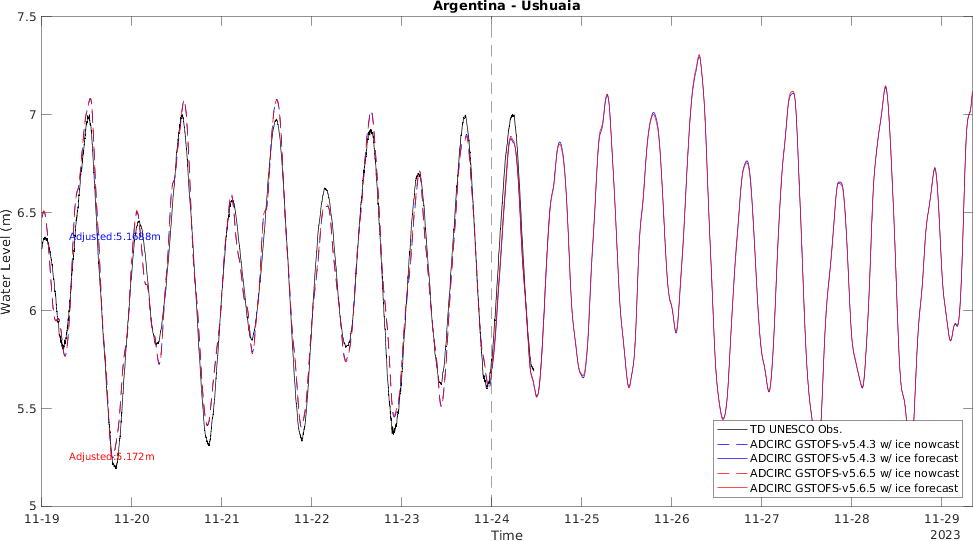 Argentina - Ushuaia
7.5
7
6.5
6
5.5
5
Water Level (m)
Adjusted:5.1688m
Adjusted:5.172m
TD UNESCO Obs.
ADCIRC GSTOFS-v5.4.3 w/ ice nowcast
ADCIRC GSTOFS-v5.4.3 w/ ice forecast
ADCIRC GSTOFS-v5.6.5 w/ ice nowcast
ADCIRC GSTOFS-v5.6.5 w/ ice forecast
11-19 11-20 11-21 11-22 11-23 11-24 11-25 11-26 11-27 11-28 11-29
Time
2023